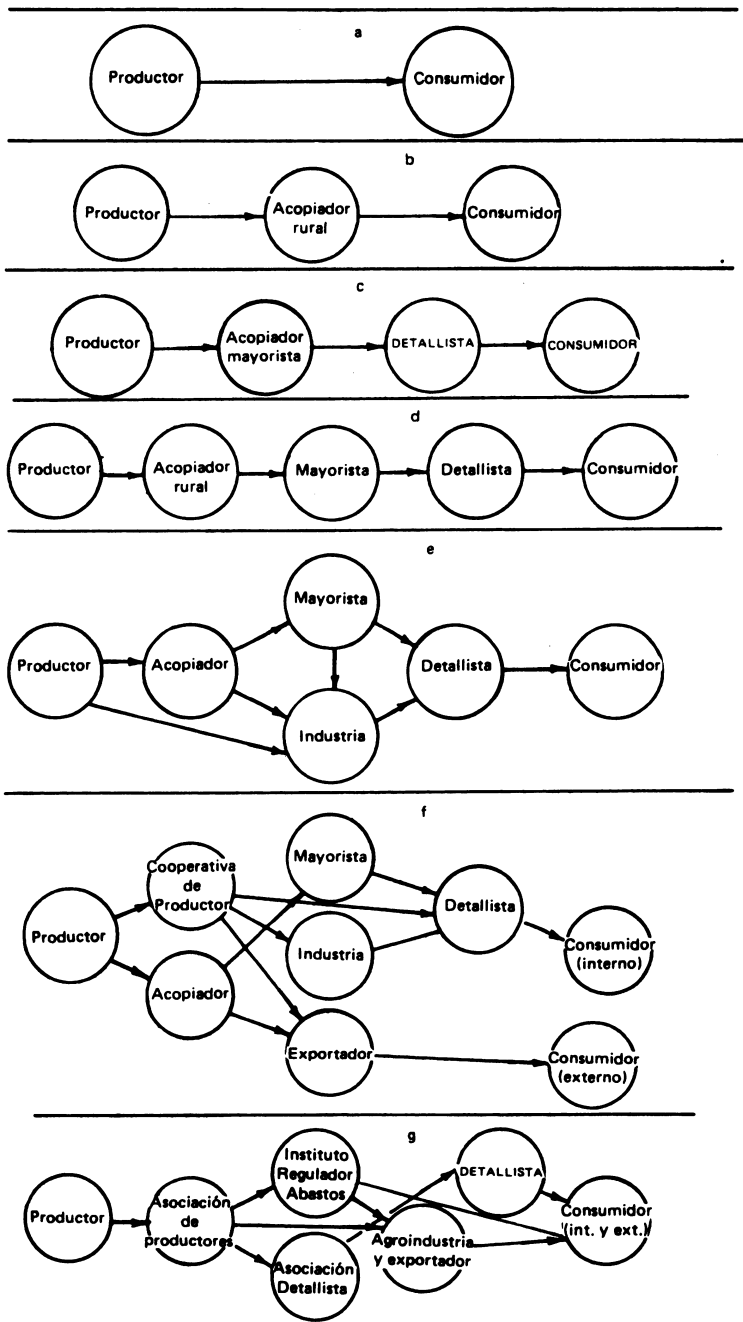 a
Productor
Consumidor
b
Productor
Acopiador
rural
Consumidor
c
Productor
Acopiador
mayorista
DETALLISTA
CONSUMIDOR
d
Productor
Acopiador
rural
Mayorista
Detallista
Consumidor
e
Mayorista
Productor
Acopiador
Detallista
Consumidor
Industria
f
Mayorista
Cooperativa
de
Productor
Detallista
Productor
Industria
Consumidor
(interno)
Acopiador
Exportador
Consumidor
(externo)
g
Instituto
Regulador
Abastos
DETALLISTA
Productor
Asociación
de
productores
Consumidor
(int. y ext.)
Agroindustria
y exportador
Asociación
Detallista